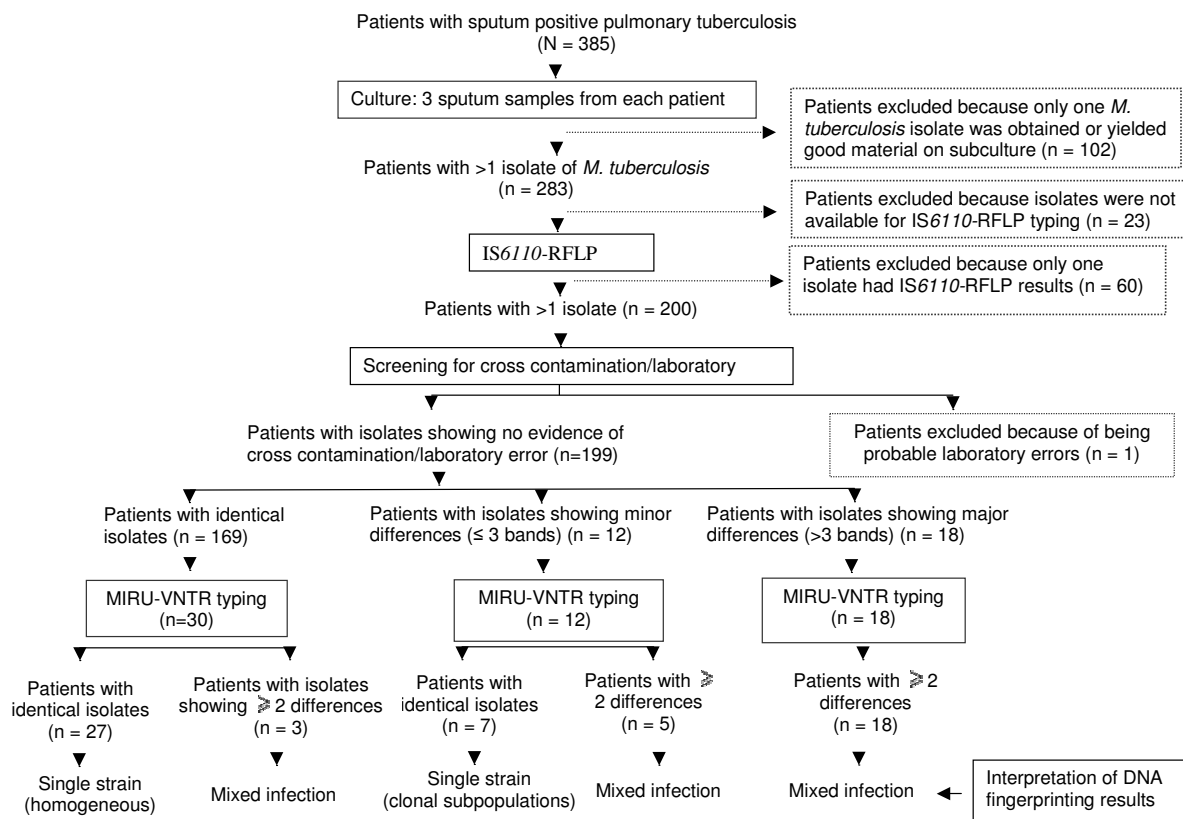 Patients with sputum positive pulmonary tuberculosis
(N = 385)
Culture: 3 sputum samples from each patient
Patients excluded because only one M.
tuberculosis isolate was obtained or yielded
good material on subculture (n = 102)
Patients with >1 isolate of M. tuberculosis
(n = 283)
Patients excluded because isolates were not
available for IS6110-RFLP typing (n = 23)
IS6110-RFLP
Patients excluded because only one
isolate had IS6110-RFLP results (n = 60)
Patients with >1 isolate (n = 200)
Screening for cross contamination/laboratory
Patients with isolates showing no evidence of
cross contamination/laboratory error (n=199)
Patients excluded because of being
probable laboratory errors (n = 1)
Patients with identical
isolates (n = 169)
Patients with isolates showing minor
differences (≤ 3 bands) (n = 12)
Patients with isolates showing major
differences (>3 bands) (n = 18)
MIRU-VNTR typing
(n=30)
MIRU-VNTR typing
(n = 12)
MIRU-VNTR typing
(n = 18)
Patients with
identical isolates
(n = 27)
Patients with isolates
showing ≥ 2 differences
(n = 3)
Patients with
identical isolates
(n = 7)
Patients with ≥
2 differences
(n = 5)
Patients with ≥ 2
differences
(n = 18)
Single strain
(homogeneous)
Mixed infection
Single strain
(clonal subpopulations)
Mixed infection
Mixed infection
Interpretation of DNA
fingerprinting results